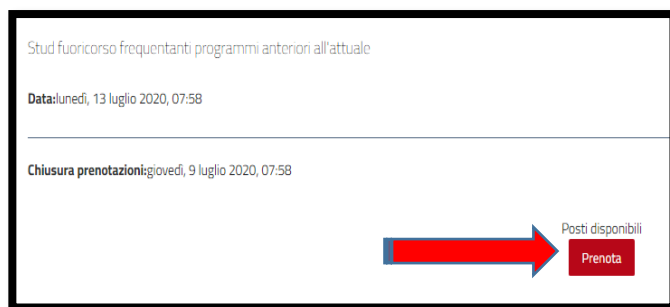 Stud fuoricorso frequentanti programmi anteriori all'attuale
Data:lunedì, 13 luglio 2020, 07:58
Chiusura prenotazioni:giovedì, 9 luglio 2020, 07:58
Posti disponibili
Prenota